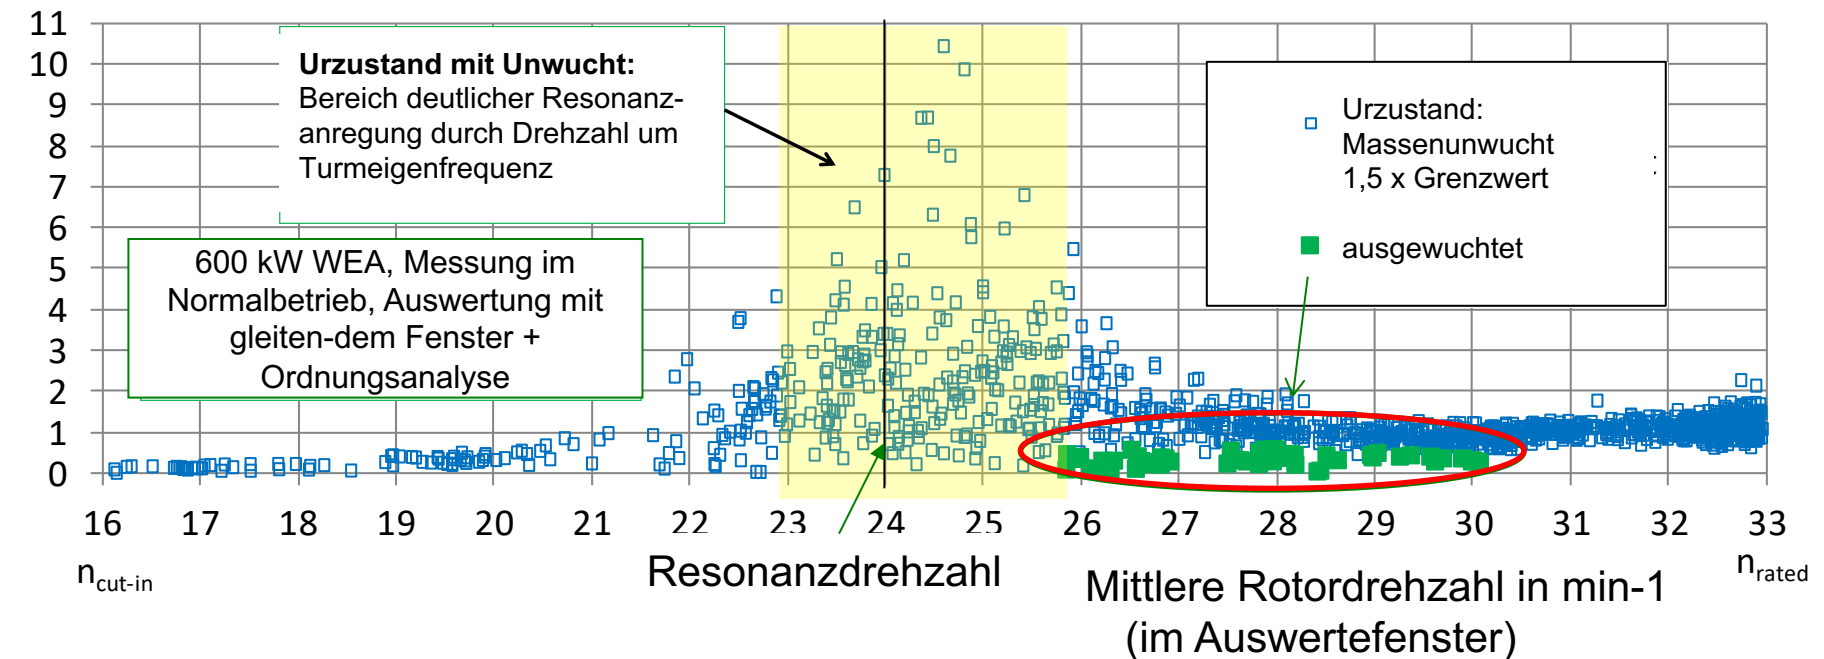 11
10
9
8
7
6
5
4
3
2
1
0
Urzustand mit Unwucht:
Bereich deutlicher Resonanz-
anregung durch Drehzahl um
Turmeigenfrequenz
600 kW WEA, Messung im
Normalbetrieb, Auswertung mit
gleiten-dem Fenster +
Ordnungsanalyse
Urzustand:
Massenunwucht
1,5 x Grenzwert
ausgewuchtet
16 17 18 19 20 21 22 23 24 25 26 27 28 29 30 31 32 33
n cut-in
Resonanzdrehzahl
Mittlere Rotordrehzahl in min-1
(im Auswertefenster)
n rated